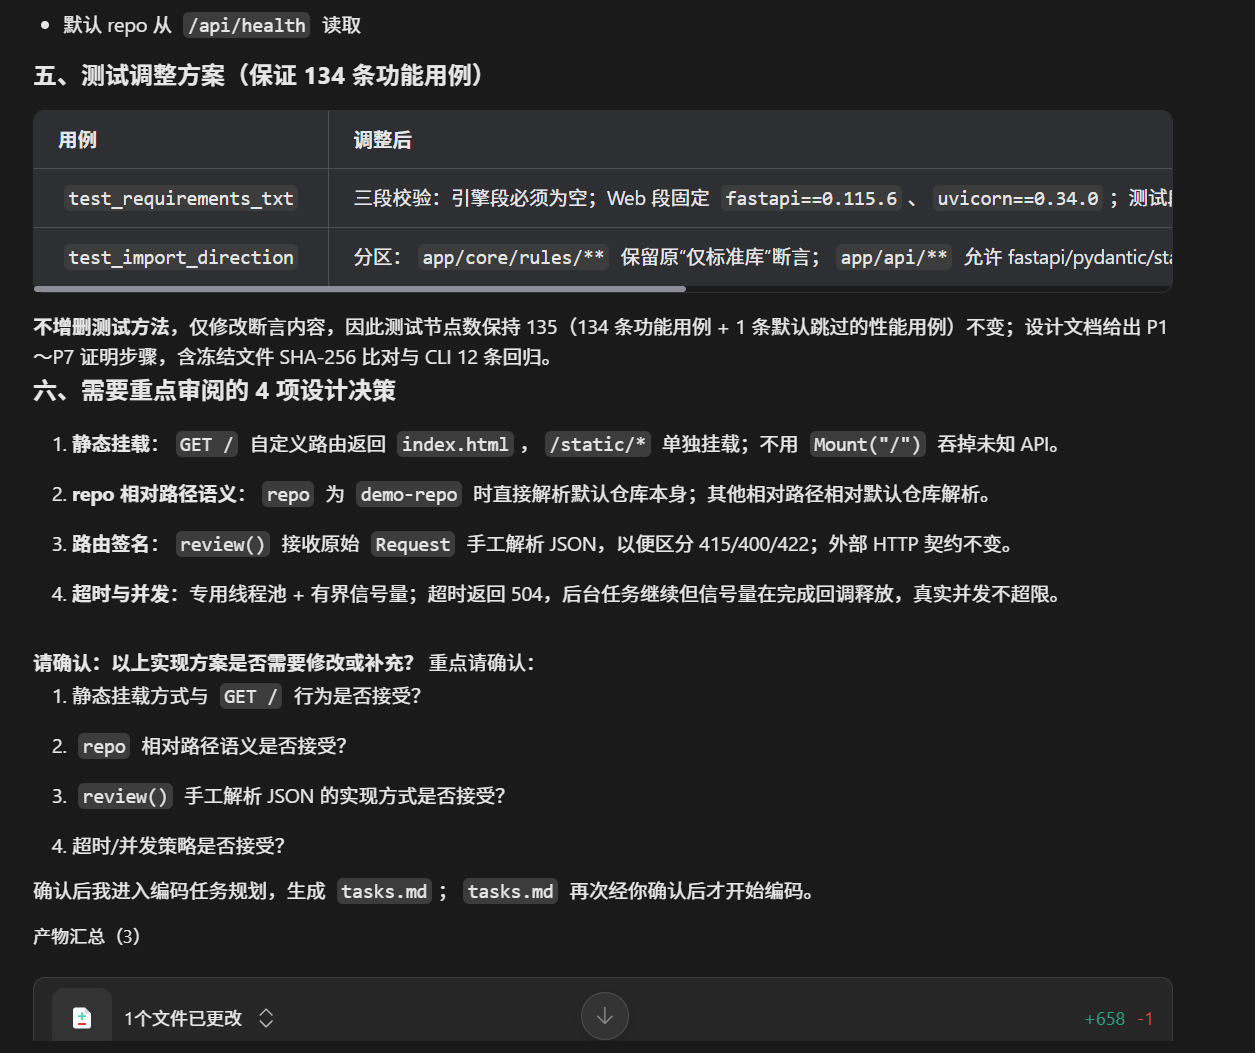 • 默认 repo 从 /api/health 读取
五、测试调整方案（保证 134 条功能用例）
用例 调整后
test_requirements_txt 三段校验：引擎段必须为空；Web 段固定 fastapi==0.115.6 、 uvicorn==0.34.0 ；测试
test_import_direction 分区： app/core/rules/** 保留原“仅标准库”断言； app/api/** 允许 fastapi/pydantic/sta
不增删测试方法，仅修改断言内容，因此测试节点数保持 135（134 条功能用例 + 1 条默认跳过的性能用例）不变；设计文档给出 P1
～P7 证明步骤，含冻结文件 SHA-256 比对与 CLI 12 条回归。
六、需要重点审阅的 4 项设计决策
1. 静态挂载： GET / 自定义路由返回 index.html ， /static/* 单独挂载；不用 Mount("/") 吞掉未知 API。
2. repo 相对路径语义： repo 为 demo-repo 时直接解析默认仓库本身；其他相对路径相对默认仓库解析。
3. 路由签名： review() 接收原始 Request 手工解析 JSON，以便区分 415/400/422；外部 HTTP 契约不变。
4. 超时与并发：专用线程池 + 有界信号量；超时返回 504，后台任务继续但信号量在完成回调释放，真实并发不超限。
请确认：以上实现方案是否需要修改或补充？ 重点请确认：
1. 静态挂载方式与 GET / 行为是否接受？
2. repo 相对路径语义是否接受？
3. review() 手工解析 JSON 的实现方式是否接受？
4. 超时/并发策略是否接受？
确认后我进入编码任务规划，生成 tasks.md ； tasks.md 再次经你确认后才开始编码。
产物汇总（3）
1个文件已更改 +658 -1